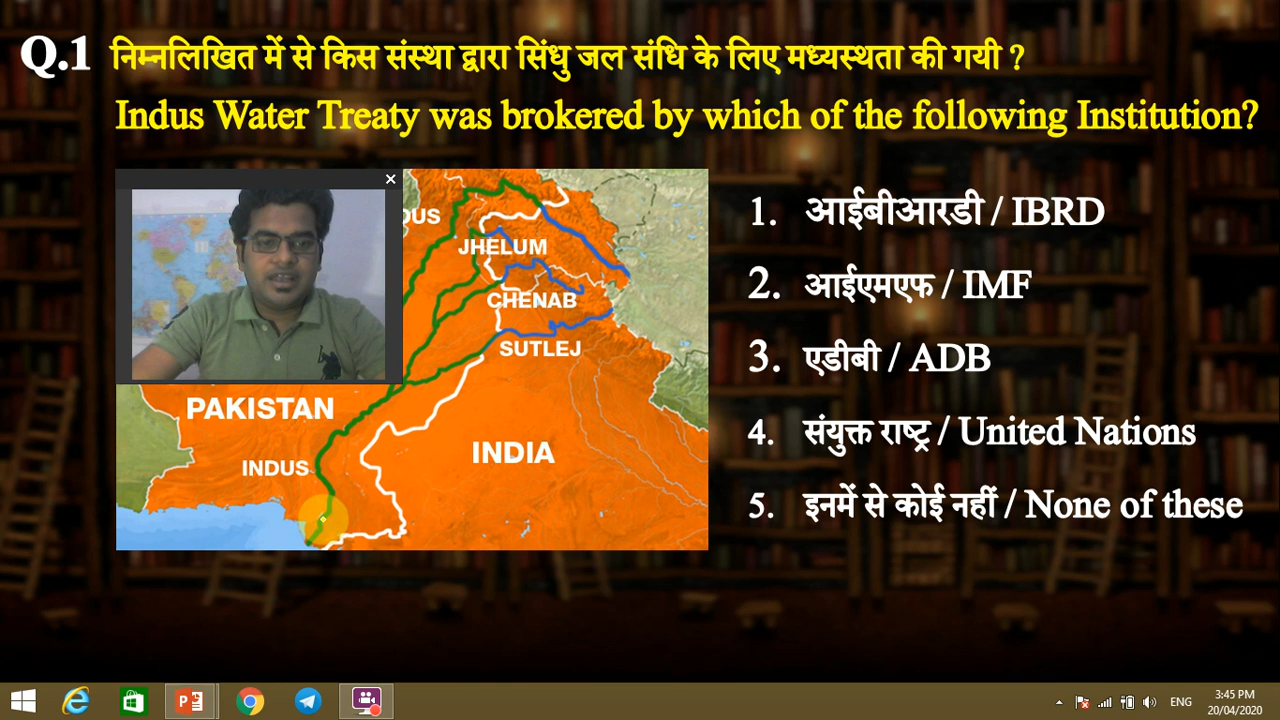 Q.1 निम्नलिखित में से किस संस्था द्वारा सिंधु जल संधि के लिए मध्यस्थता की गयी ?
Indus Water Treaty was brokered by which of the following Institution?
DUS
JHELUM
CHENAB
SUTLEJ
PAKISTAN
INDUS
INDIA
1. आईबीआरडी / IBRD
2. आईएमएफ / IMF
3. एडीबी / ADB
4. संयुक्त राष्ट्र / United Nations
5. इनमें से कोई नहीं / None of these
ENG
3:45 PM
20/04/2020